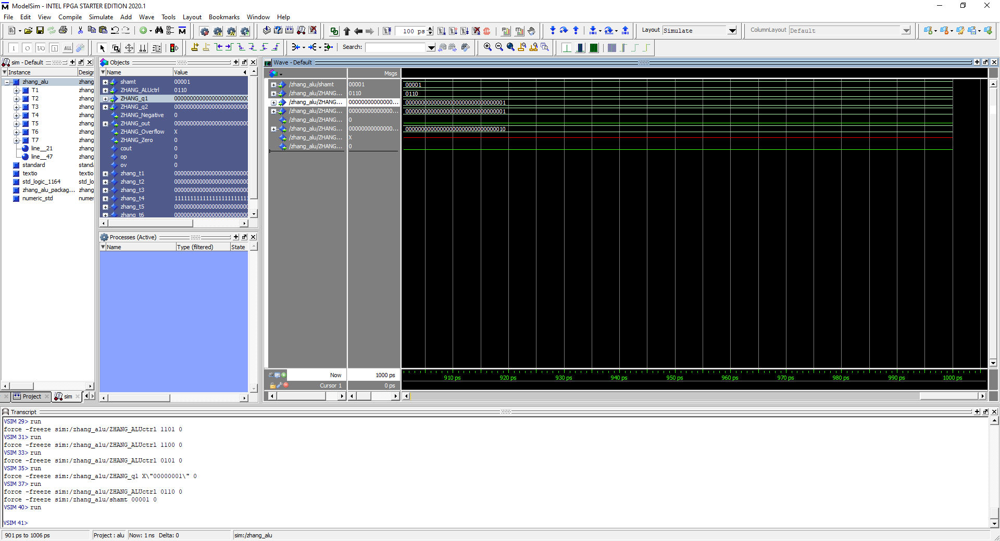 ModelSim - INTEL FPGA STARTER EDITION 2020.1
File Edit View Compile Simulate Add Wave Tools Layout Bookmarks Window Help
100 ps
Layout Simulate
ColumnLayout Default
ALL
Search:
sim - Default
Instance Design
zhang_alu zhang
T1 zhang
T2 zhang
T3 zhang
T4 zhang
T5 zhang
T6 zhang
T7 zhang
line__21 zhang
line__47 zhang
standard standa
textio textio
std_logic_1164 std_lo
zhang_alu_packag... zhang
numeric_std numer
Project
sim
Objects
Name Value
shamt 00001
ZHANG_ALUctrl 0110
ZHANG_q1 000000000000000000000000
ZHANG_q2 000000000000000000000000
ZHANG_Negative 0
ZHANG_out 000000000000000000000000
ZHANG_Overflow X
ZHANG_Zero 0
cout 0
op 0
ov 0
zhang_t1 000000000000000000000000
zhang_t2 000000000000000000000000
zhang_t3 000000000000000000000000
zhang_t4 111111111111111111111111
zhang_t5 000000000000000000000000
zhang_t6 000000000000000000000000
Processes (Active)
Name Type (filtered) State
Wave - Default
Msgs
/zhang_alu/shamt 00001 00001
/zhang_alu/ZHANG... 0110 0110
/zhang_alu/ZHANG... 00000000000000... 00000000000000000000000000000001
/zhang_alu/ZHANG... 00000000000000... 00000000000000000000000000000001
/zhang_alu/ZHANG... 0
/zhang_alu/ZHANG... 00000000000000... 00000000000000000000000000000010
/zhang_alu/ZHANG... X
/zhang_alu/ZHANG... 0
Now 1000 ps
910 ps 920 ps 930 ps 940 ps 950 ps 960 ps 970 ps 980 ps 990 ps 1000 ps
Cursor 1 0 ps
Transcript
VSIM 29> run
force -freeze sim:/zhang_alu/ZHANG_ALUctrl 1101 0
VSIM 31> run
force -freeze sim:/zhang_alu/ZHANG_ALUctrl 1100 0
VSIM 33> run
force -freeze sim:/zhang_alu/ZHANG_ALUctrl 0101 0
VSIM 35> run
force -freeze sim:/zhang_alu/ZHANG_q1 X\"00000001\" 0
VSIM 37> run
force -freeze sim:/zhang_alu/ZHANG_ALUctrl 0110 0
force -freeze sim:/zhang_alu/shamt 00001 0
VSIM 40> run
VSIM 41>
901 ps to 1006 ps
Project : alu
Now: 1 ns Delta: 0
sim:/zhang_alu